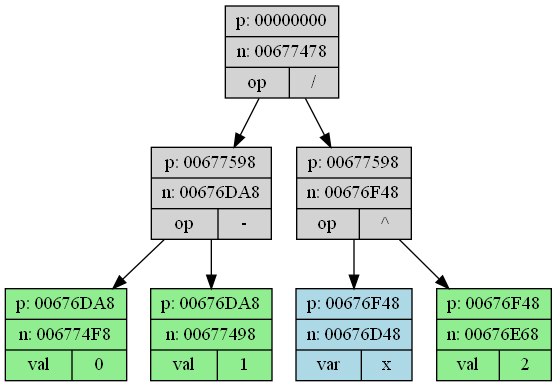 p: 00000000
n: 00677478
op /
p: 00677598
n: 00676DA8
op -
p: 00677598
n: 00676F48
op ^
p: 00676DA8
n: 006774F8
val 0
p: 00676DA8
n: 00677498
val 1
p: 00676F48
n: 00676D48
var x
p: 00676F48
n: 00676E68
val 2